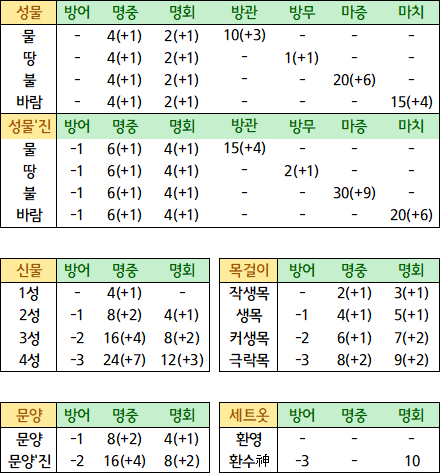 성물 방어 명중 명회 방관 방무 마증 마치
물 - 4(+1) 2(+1) 10(+3) - - -
땅 - 4(+1) 2(+1) - 1(+1) - -
불 - 4(+1) 2(+1) - - 20(+6) -
바람 - 4(+1) 2(+1) - - - 15(+4)
성물'진 방어 명중 명회 방관 방무 마증 마치
물 -1 6(+1) 4(+1) 15(+4) - - -
땅 -1 6(+1) 4(+1) - 2(+1) - -
불 -1 6(+1) 4(+1) - - 30(+9) -
바람 -1 6(+1) 4(+1) - - - 20(+6)
신물 방어 명중 명회
1성 - 4(+1) -
2성 -1 8(+2) 4(+1)
3성 -2 16(+4) 8(+2)
4성 -3 24(+7) 12(+3)
목걸이 방어 명중 명회
작생목 - 2(+1) 3(+1)
생목 -1 4(+1) 5(+1)
커생목 -2 6(+1) 7(+2)
극락목 -3 8(+2) 9(+2)
문양 방어 명중 명회
문양 -1 8(+2) 4(+1)
문양'진 -2 16(+4) 8(+2)
세트옷 방어 명중 명회
환영 - - -
환수神 -3 - 10